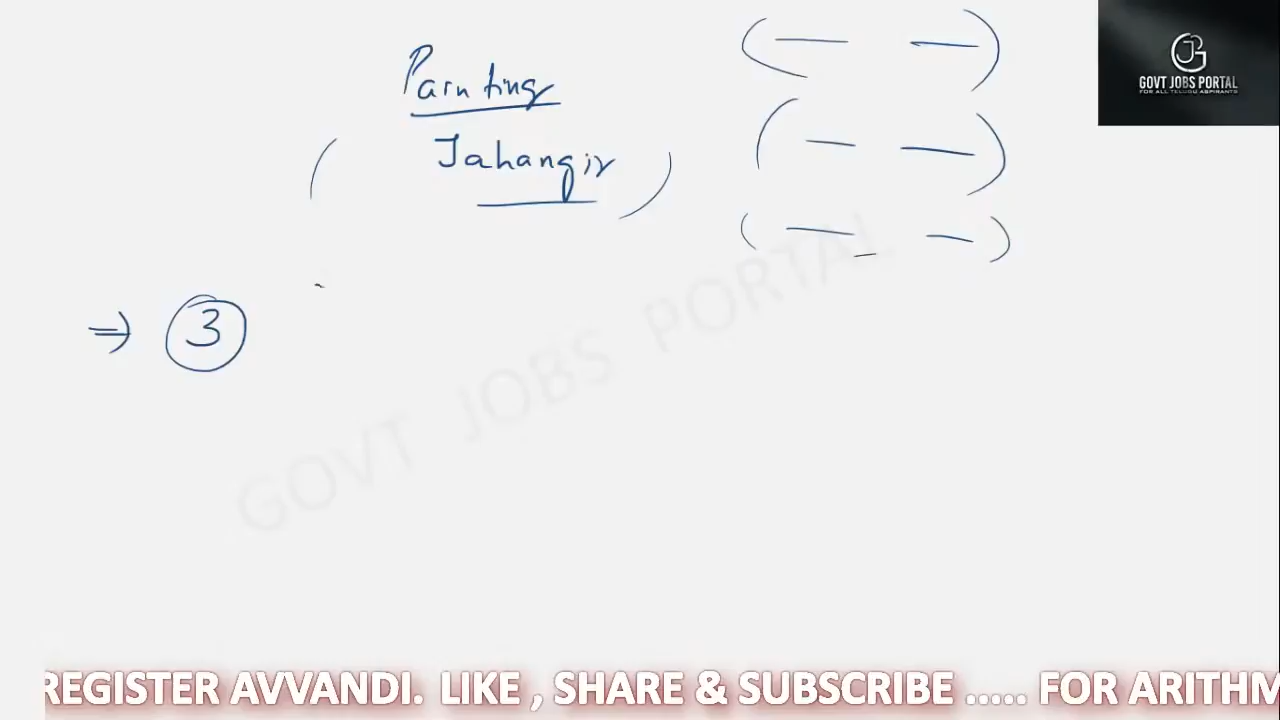 Painting
Jahangir
⇒ 3
GOVT JOBS PORTAL
FOR ALL TELUGU ASPIRANTS
GOVT JOBS PORTAL
REGISTER AVVANDI. LIKE , SHARE & SUBSCRIBE ..... FOR ARITHM